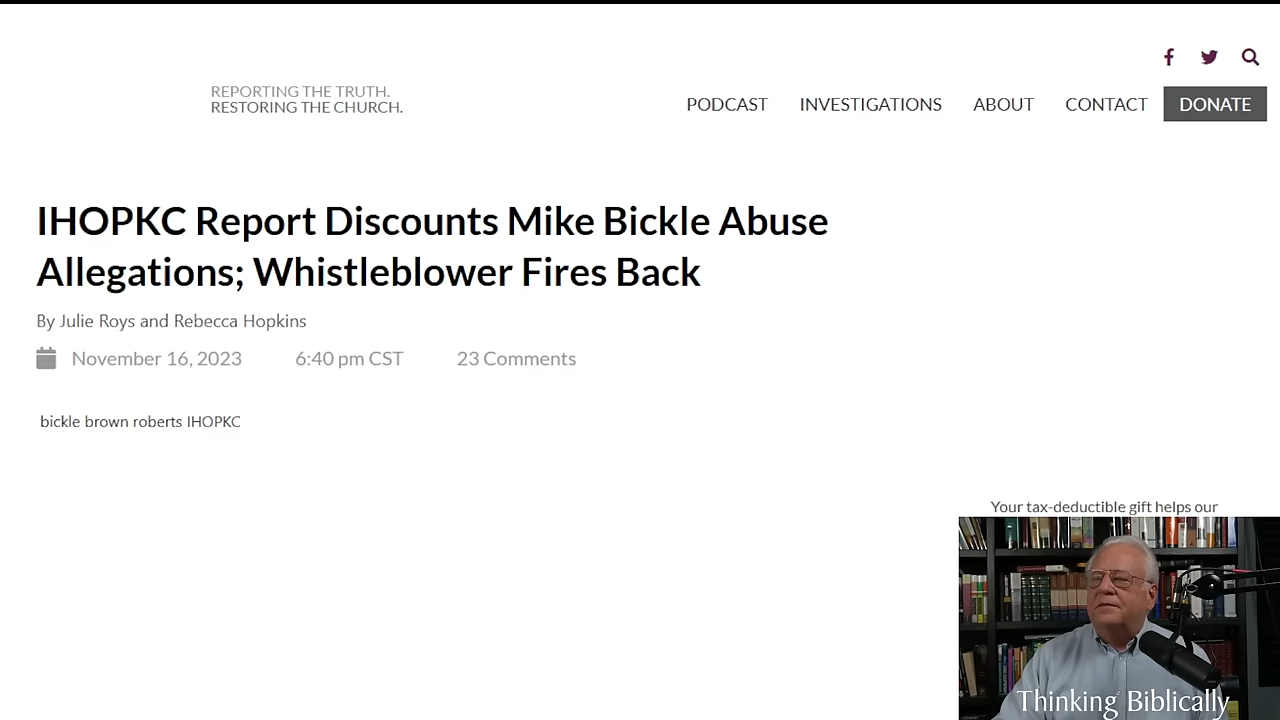 REPORTING THE TRUTH.
RESTORING THE CHURCH.
PODCAST INVESTIGATIONS ABOUT CONTACT DONATE
IHOPKC Report Discounts Mike Bickle Abuse
Allegations; Whistleblower Fires Back
By Julie Roys and Rebecca Hopkins
November 16, 2023 6:40 pm CST 23 Comments
bickle brown roberts IHOPKC
Your tax-deductible gift helps our
Thinking Biblically